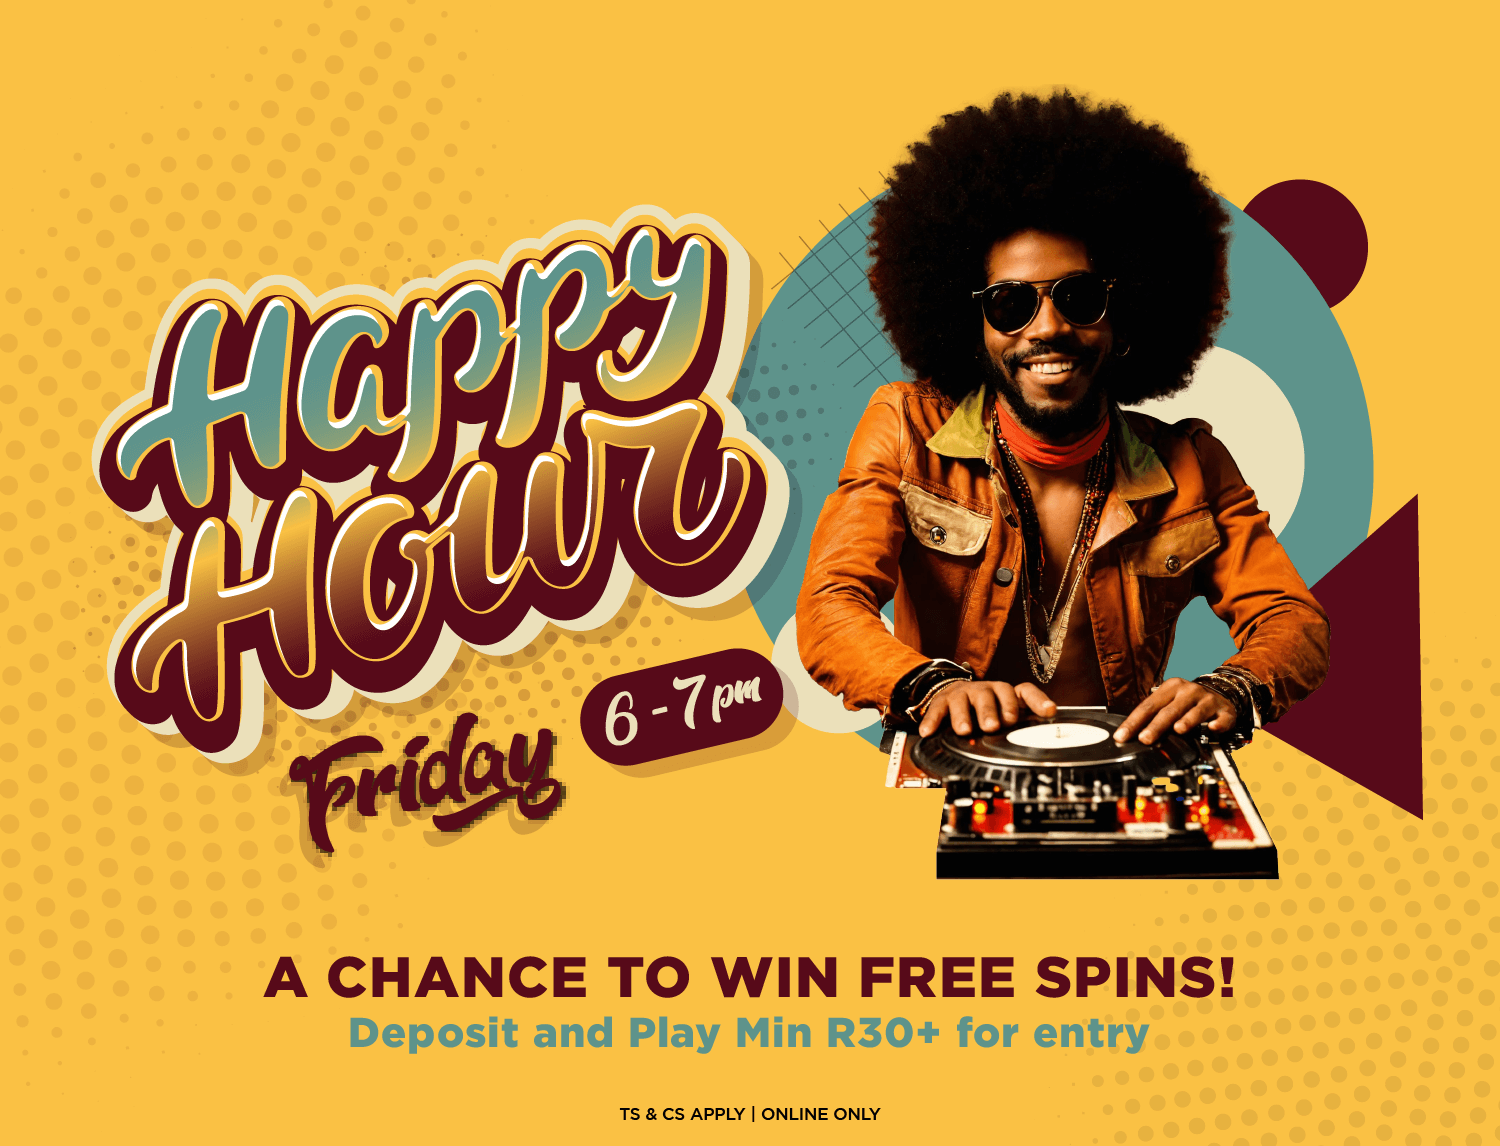 Happy
Hour
6-7pm
Friday
A CHANCE TO WIN FREE SPINS!
Deposit and Play Min R30+ for entry
TS & CS APPLY | ONLINE ONLY